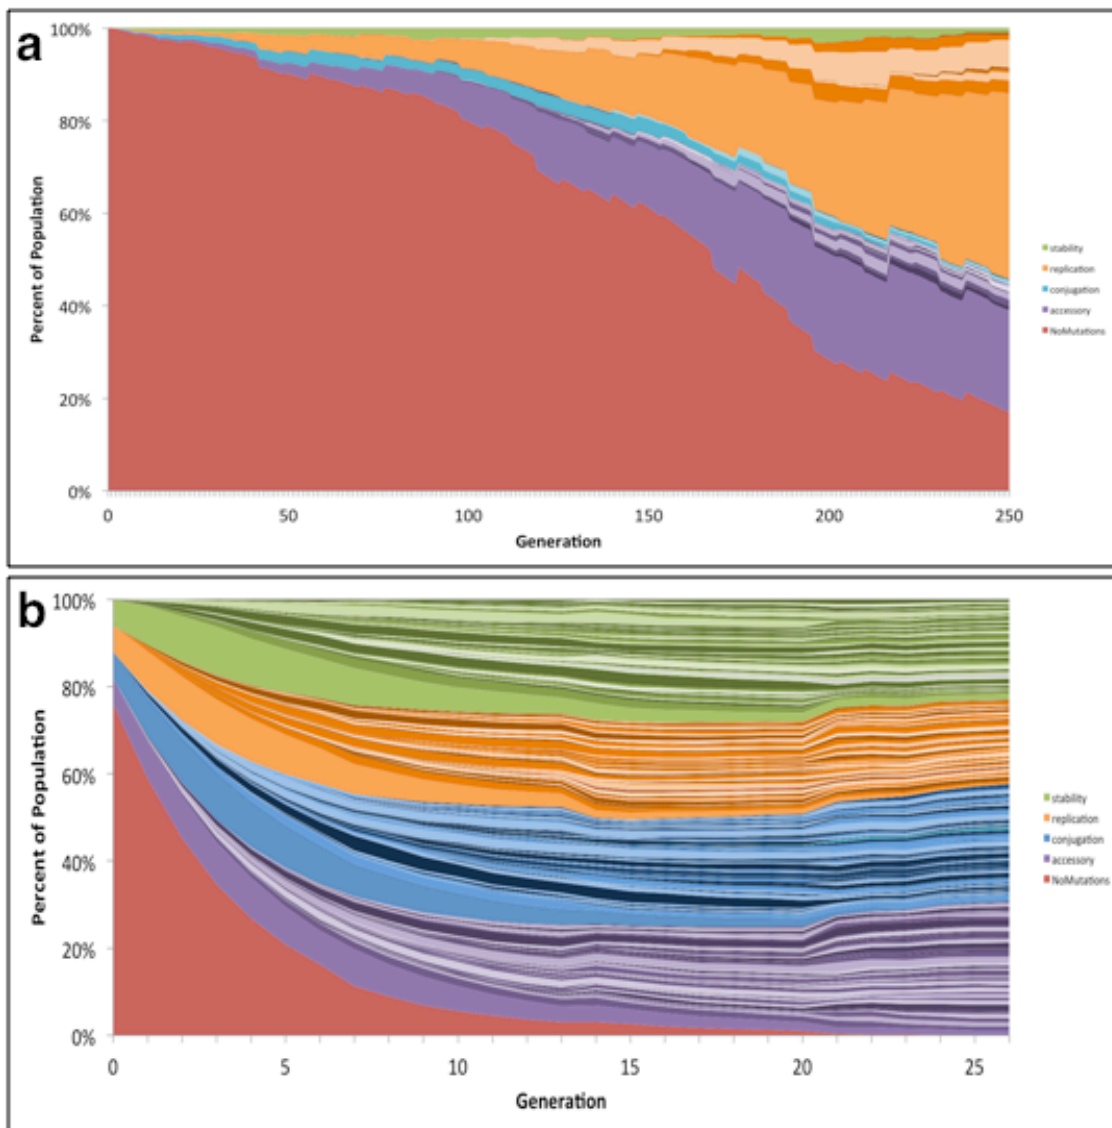 a
100%
80%
60%
40%
20%
0%
Percent of Population
0 50 100 150 200 250
Generation
stability
replication
conjugation
accessory
NoMutations
b
100%
80%
60%
40%
20%
0%
Percent of Population
0 5 10 15 20 25
Generation
stability
replication
conjugation
accessory
NoMutations